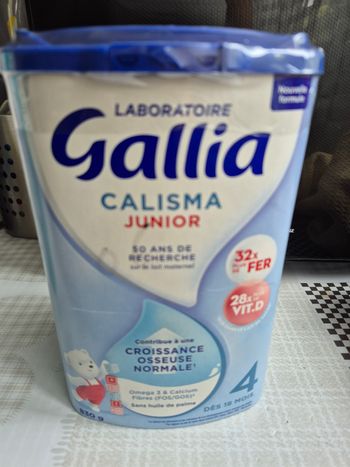 Nouvelle
formule
LABORATOIRE
Gallia
CALISMA
JUNIOR
50 ANS DE
RECHERCHE
sur le lait maternel
32x
FER
28x
VIT.D
Contribue à une
CROISSANCE
OSSEUSE
NORMALE¹
Omega 3 & Calcium
Fibres (FOS/GOS)²
Sans huile de palme
4
DÈS 18 MOIS
830 g